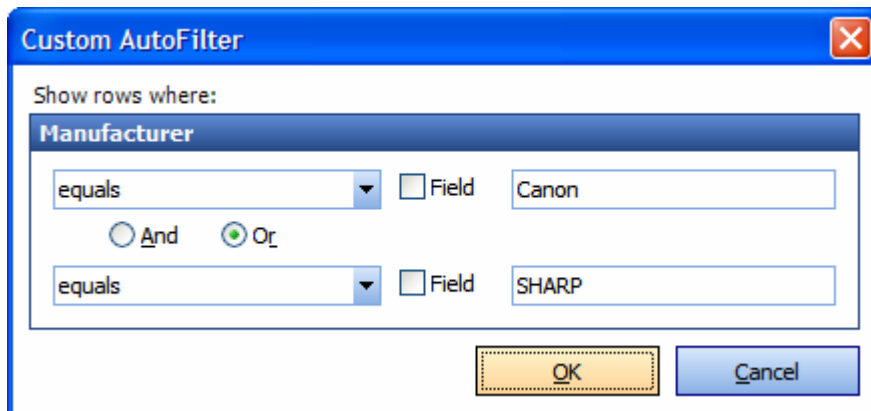 Custom AutoFilter
Show rows where:
Manufacturer
equals Field Canon
And Or
equals Field SHARP
OK Cancel